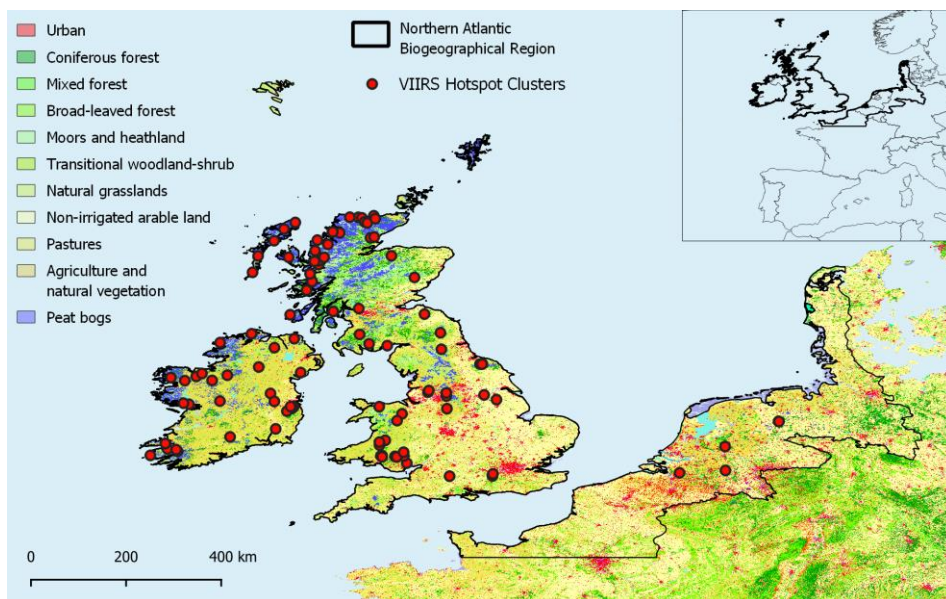 Urban
Coniferous forest
Mixed forest
Broad-leaved forest
Moors and heathland
Transitional woodland-shrub
Natural grasslands
Non-irrigated arable land
Pastures
Agriculture and
natural vegetation
Peat bogs
Northern Atlantic
Biogeographical Region
VIIRS Hotspot Clusters
0 200 400 km